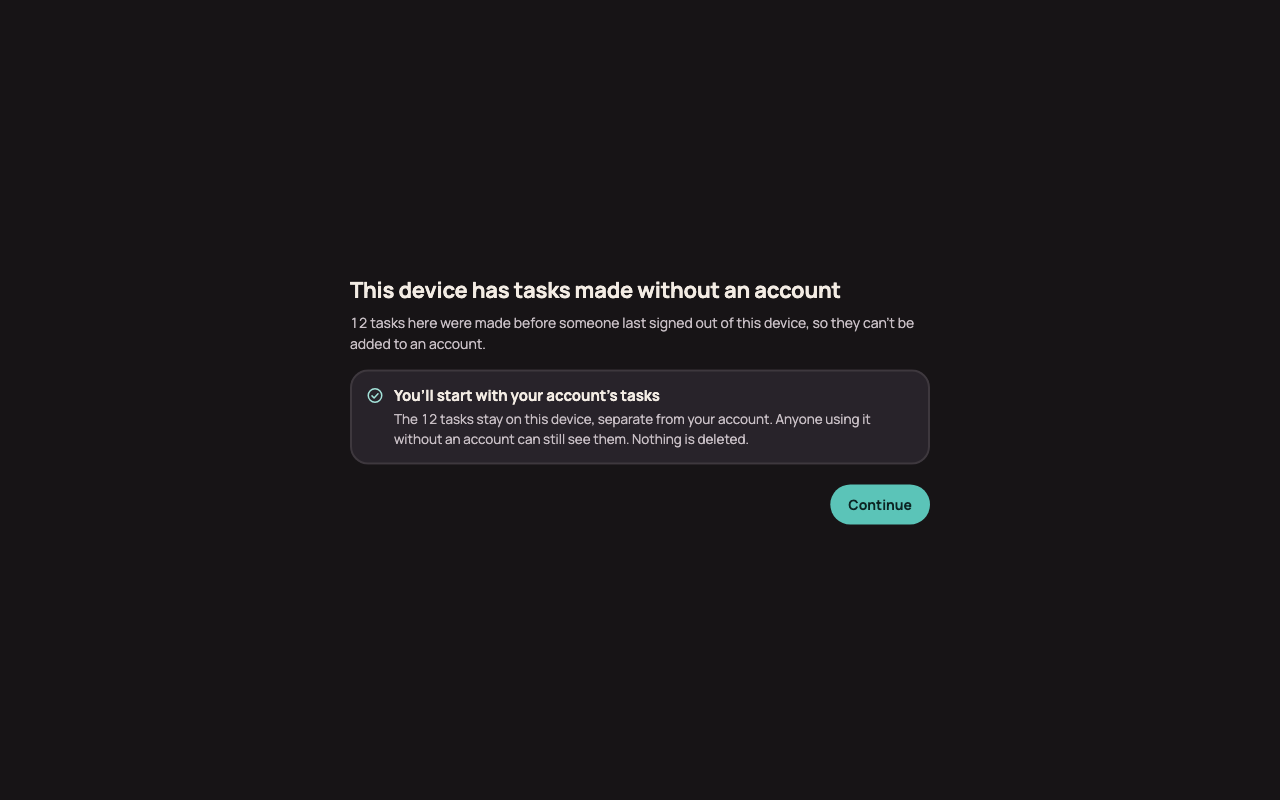 This device has tasks made without an account
12 tasks here were made before someone last signed out of this device, so they can't be
added to an account.
You'll start with your account's tasks
The 12 tasks stay on this device, separate from your account. Anyone using it
without an account can still see them. Nothing is deleted.
Continue